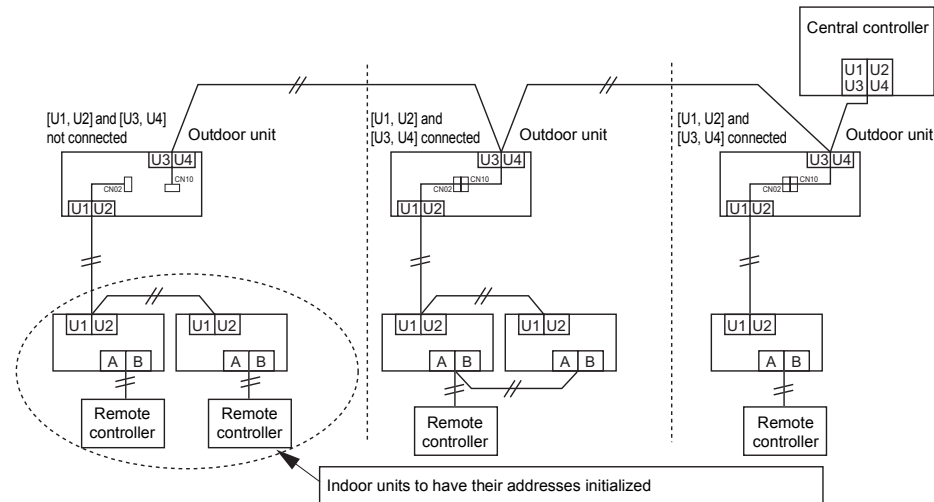 Central controller
U1 U2
U3 U4
[U1, U2] and [U3, U4]
not connected
Outdoor unit
U3 U4
CN02
CN10
U1 U2
[U1, U2] and
[U3, U4] connected
Outdoor unit
U3 U4
CN02
CN10
U1 U2
[U1, U2] and
[U3, U4] connected
Outdoor unit
U3 U4
CN02
CN10
U1 U2
U1 U2
A B
Remote
controller
U1 U2
A B
Remote
controller
U1 U2
A B
Remote
controller
U1 U2
A B
U1 U2
A B
Remote
controller
Indoor units to have their addresses initialized